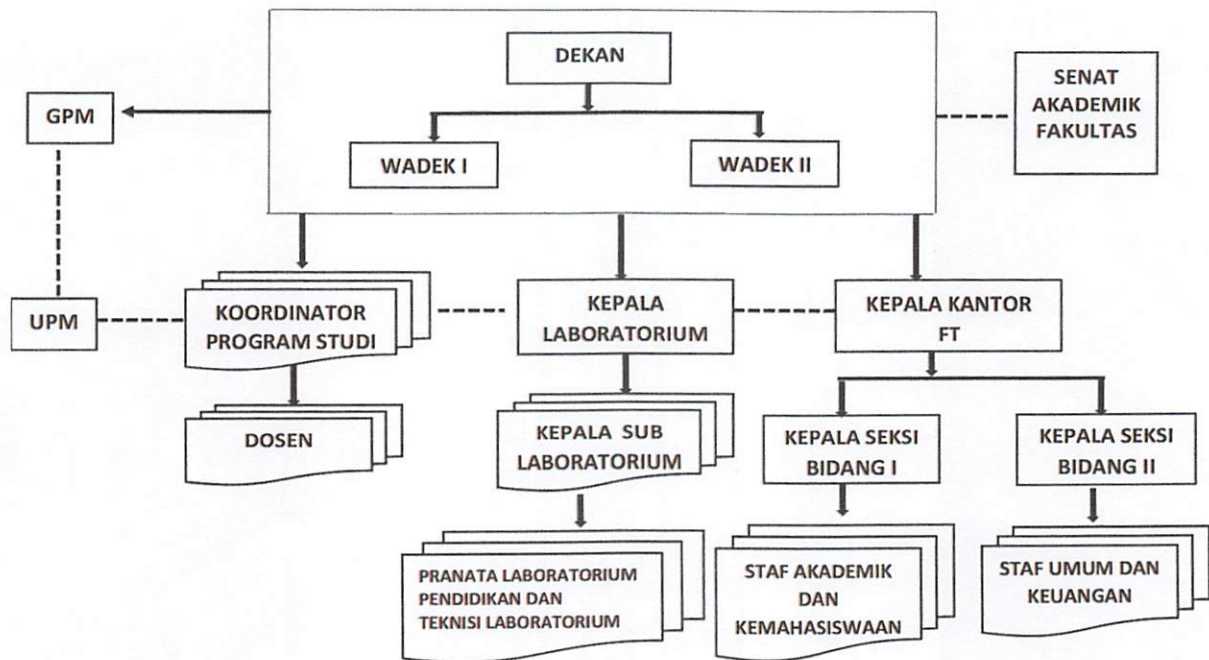 DEKAN
SENAT
AKADEMIK
FAKULTAS
GPM
WADEK I
WADEK II
UPM
KOORDINATOR
PROGRAM STUDI
KEPALA
LABORATORIUM
KEPALA KANTOR
FT
DOSEN
KEPALA SUB
LABORATORIUM
KEPALA SEKSI
BIDANG I
KEPALA SEKSI
BIDANG II
PRANATA LABORATORIUM
PENDIDIKAN DAN
TEKNISI LABORATORIUM
STAF AKADEMIK
DAN
KEMAHASISWAAN
STAF UMUM DAN
KEUANGAN